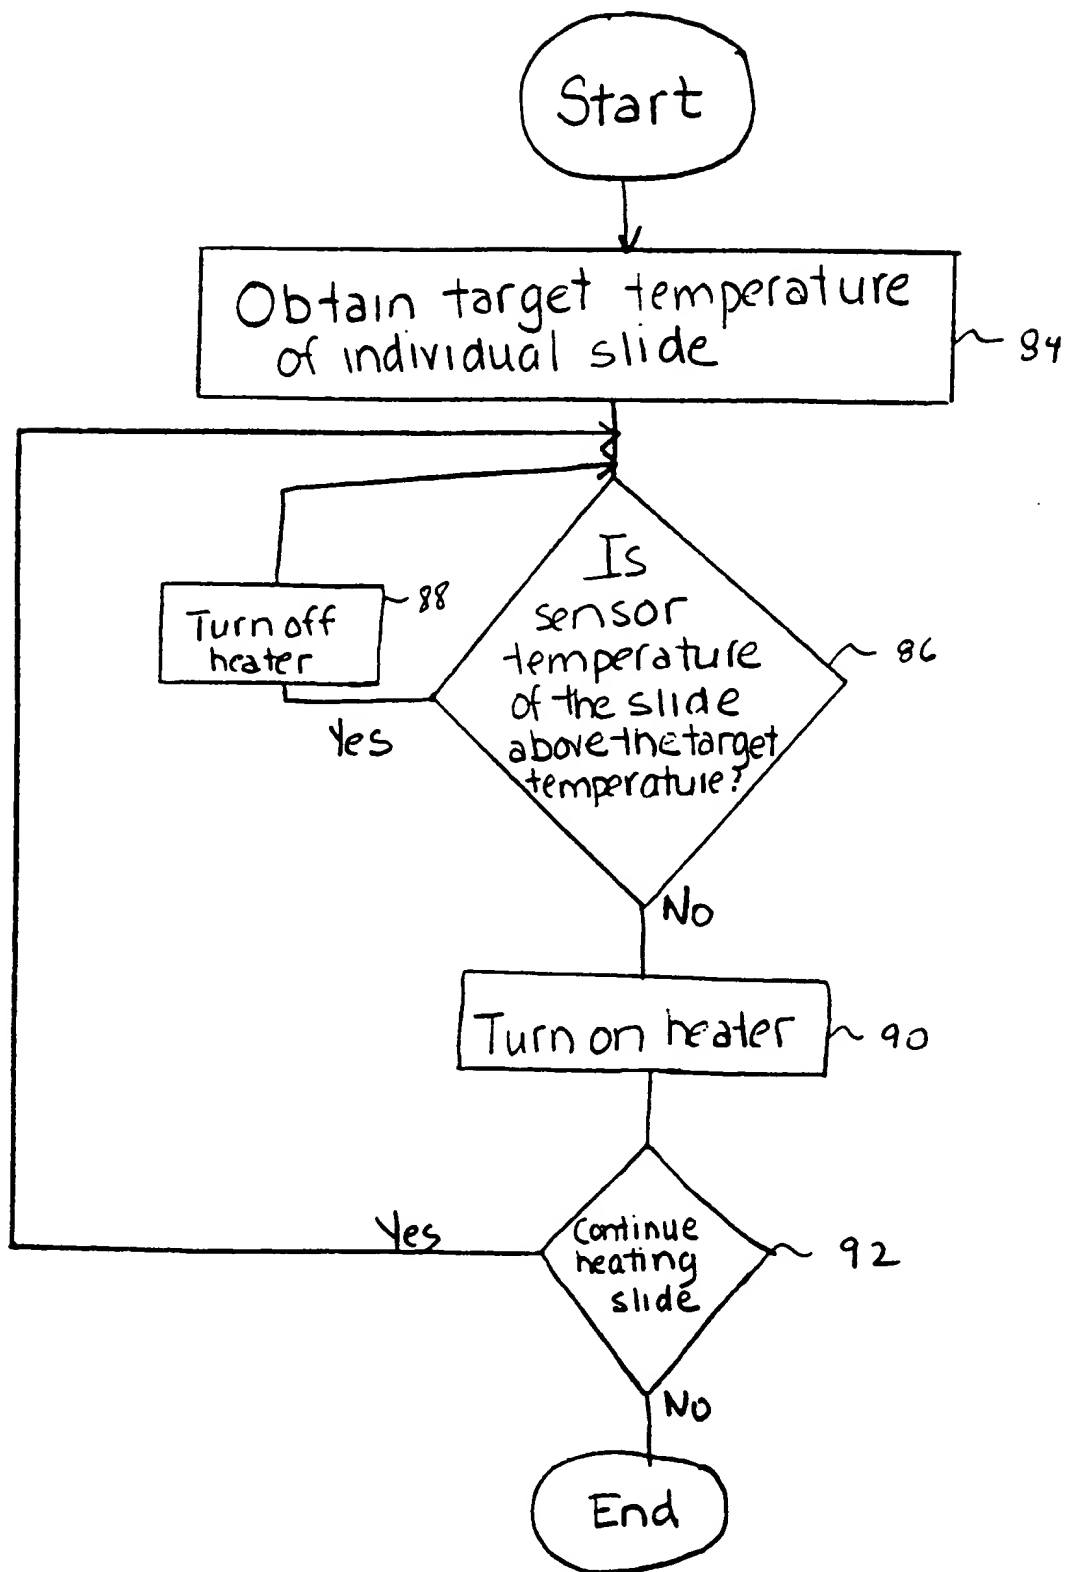 Start
Obtain target temperature
of individual slide
84
Is
sensor
temperature
of the slide
above the target
temperature?
86
Turn off
heater
88
Yes
No
Turn on heater
90
Continue
heating
slide
92
Yes
No
End